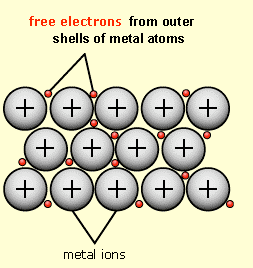 free electrons from outer
shells of metal atoms
+ + + + +
+ + + +
+ + + + +
metal ions